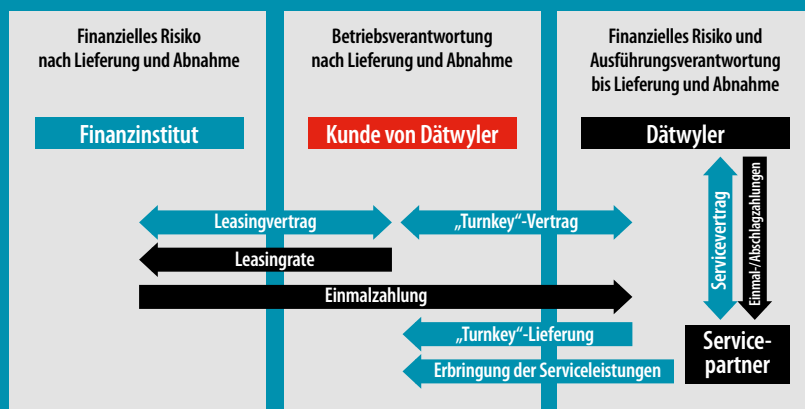 Finanzielles Risiko
nach Lieferung und Abnahme
Betriebsverantwortung
nach Lieferung und Abnahme
Finanzielles Risiko und
Ausführungsverantwortung
bis Lieferung und Abnahme
Finanzinstitut
Kunde von Dätwyler
Dätwyler
Leasingvertrag
„Turnkey“-Vertrag
Leasingrate
Einmalzahlung
„Turnkey“-Lieferung
Erbringung der Serviceleistungen
Servicevertrag
Einmal-/Abschlagzahlungen
Service-
partner